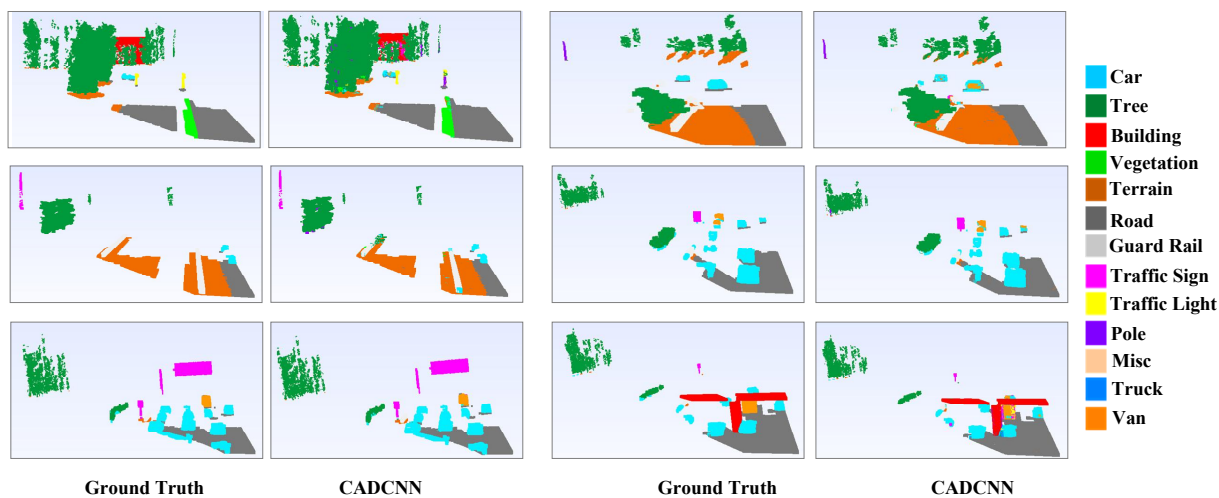 Car
Tree
Building
Vegetation
Terrain
Road
Guard Rail
Traffic Sign
Traffic Light
Pole
Misc
Truck
Van
Ground Truth
CADCNN
Ground Truth
CADCNN